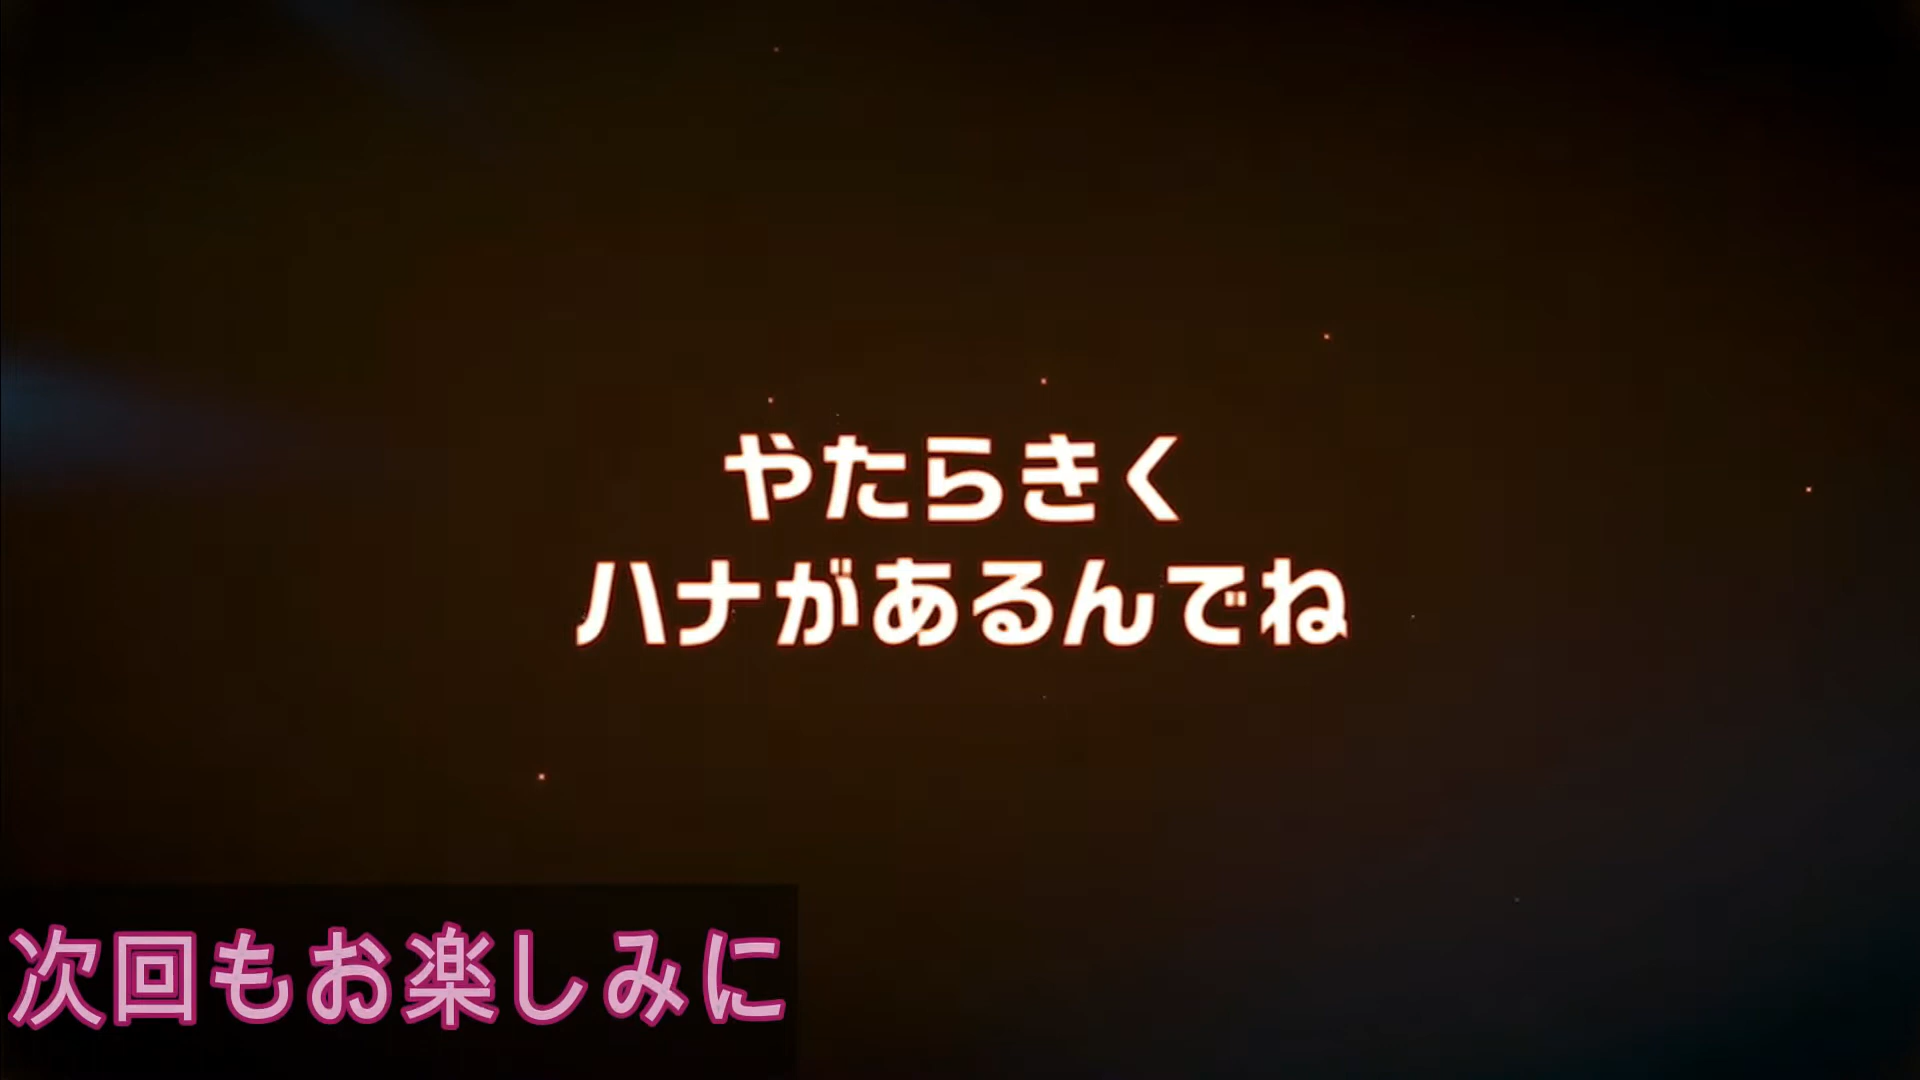 やたらきく
ハナがあるんでね
次回もお楽しみに